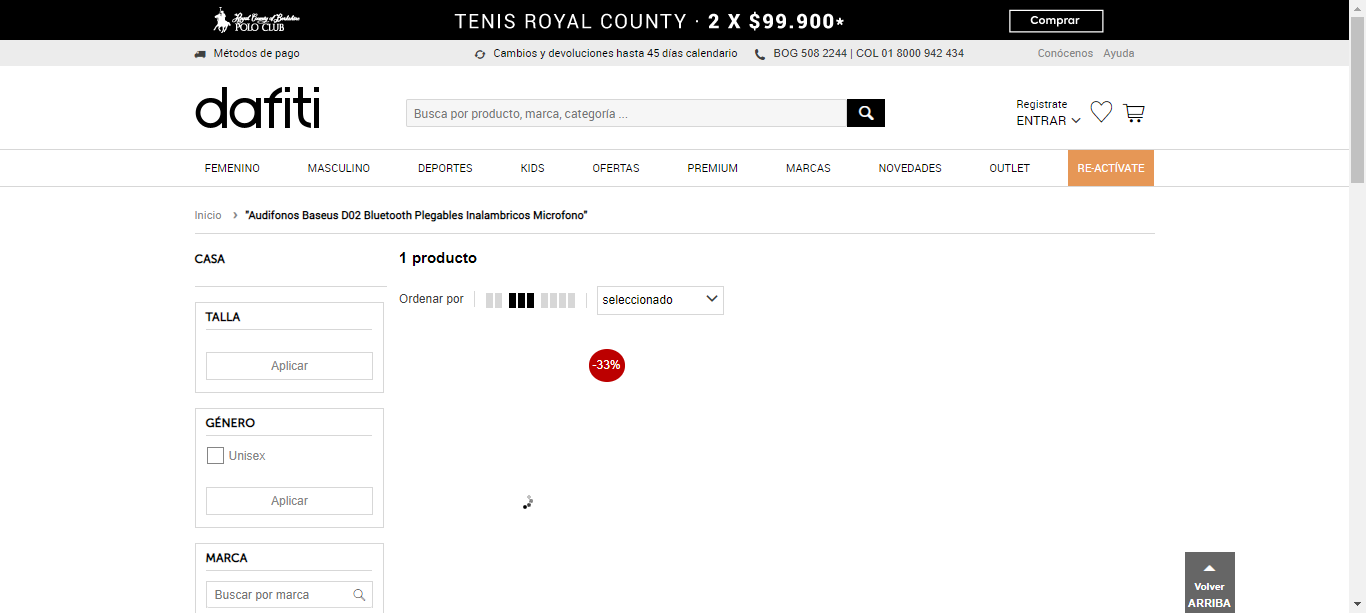 Royal County of Berkshire
POLO CLUB
TENIS ROYAL COUNTY · 2 X $99.900*
Comprar
Métodos de pago
Cambios y devoluciones hasta 45 días calendario
BOG 508 2244 | COL 01 8000 942 434
Conócenos
Ayuda
dafiti
Busca por producto, marca, categoría ...
Registrate
ENTRAR
FEMENINO
MASCULINO
DEPORTES
KIDS
OFERTAS
PREMIUM
MARCAS
NOVEDADES
OUTLET
RE-ACTÍVATE
Inicio › "Audifonos Baseus D02 Bluetooth Plegables Inalambricos Microfono"
CASA
1 producto
Ordenar por
seleccionado
TALLA
Aplicar
-33%
GÉNERO
Unisex
Aplicar
MARCA
Buscar por marca
Volver
ARRIBA